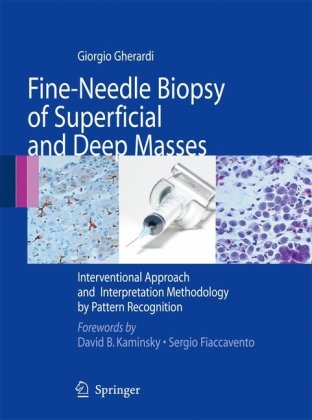 Giorgio Gherardi
Fine-Needle Biopsy
of Superficial
and Deep Masses
Interventional Approach
and Interpretation Methodology
by Pattern Recognition
Forewords by
David B. Kaminsky - Sergio Fiaccavento
Springer